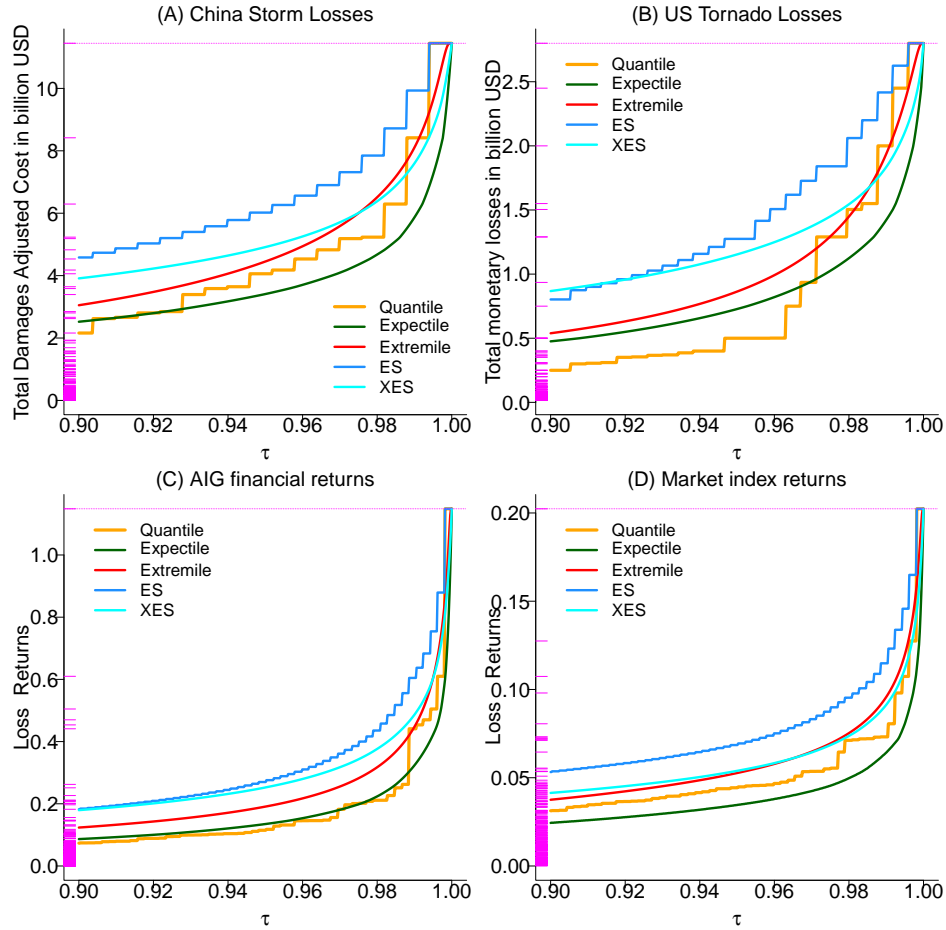 (A) China Storm Losses
Total Damages Adjusted Cost in billion USD
10
8
6
4
2
0
Quantile
Expectile
Extremile
ES
XES
0.90 0.92 0.94 0.96 0.98 1.00
τ
(B) US Tornado Losses
Total monetary losses in billion USD
2.5
2.0
1.5
1.0
0.5
0.0
Quantile
Expectile
Extremile
ES
XES
0.90 0.92 0.94 0.96 0.98 1.00
τ
(C) AIG financial returns
Loss Returns
1.0
0.8
0.6
0.4
0.2
0.0
Quantile
Expectile
Extremile
ES
XES
0.90 0.92 0.94 0.96 0.98 1.00
τ
(D) Market index returns
Loss Returns
0.20
0.15
0.10
0.05
0.00
Quantile
Expectile
Extremile
ES
XES
0.90 0.92 0.94 0.96 0.98 1.00
τ